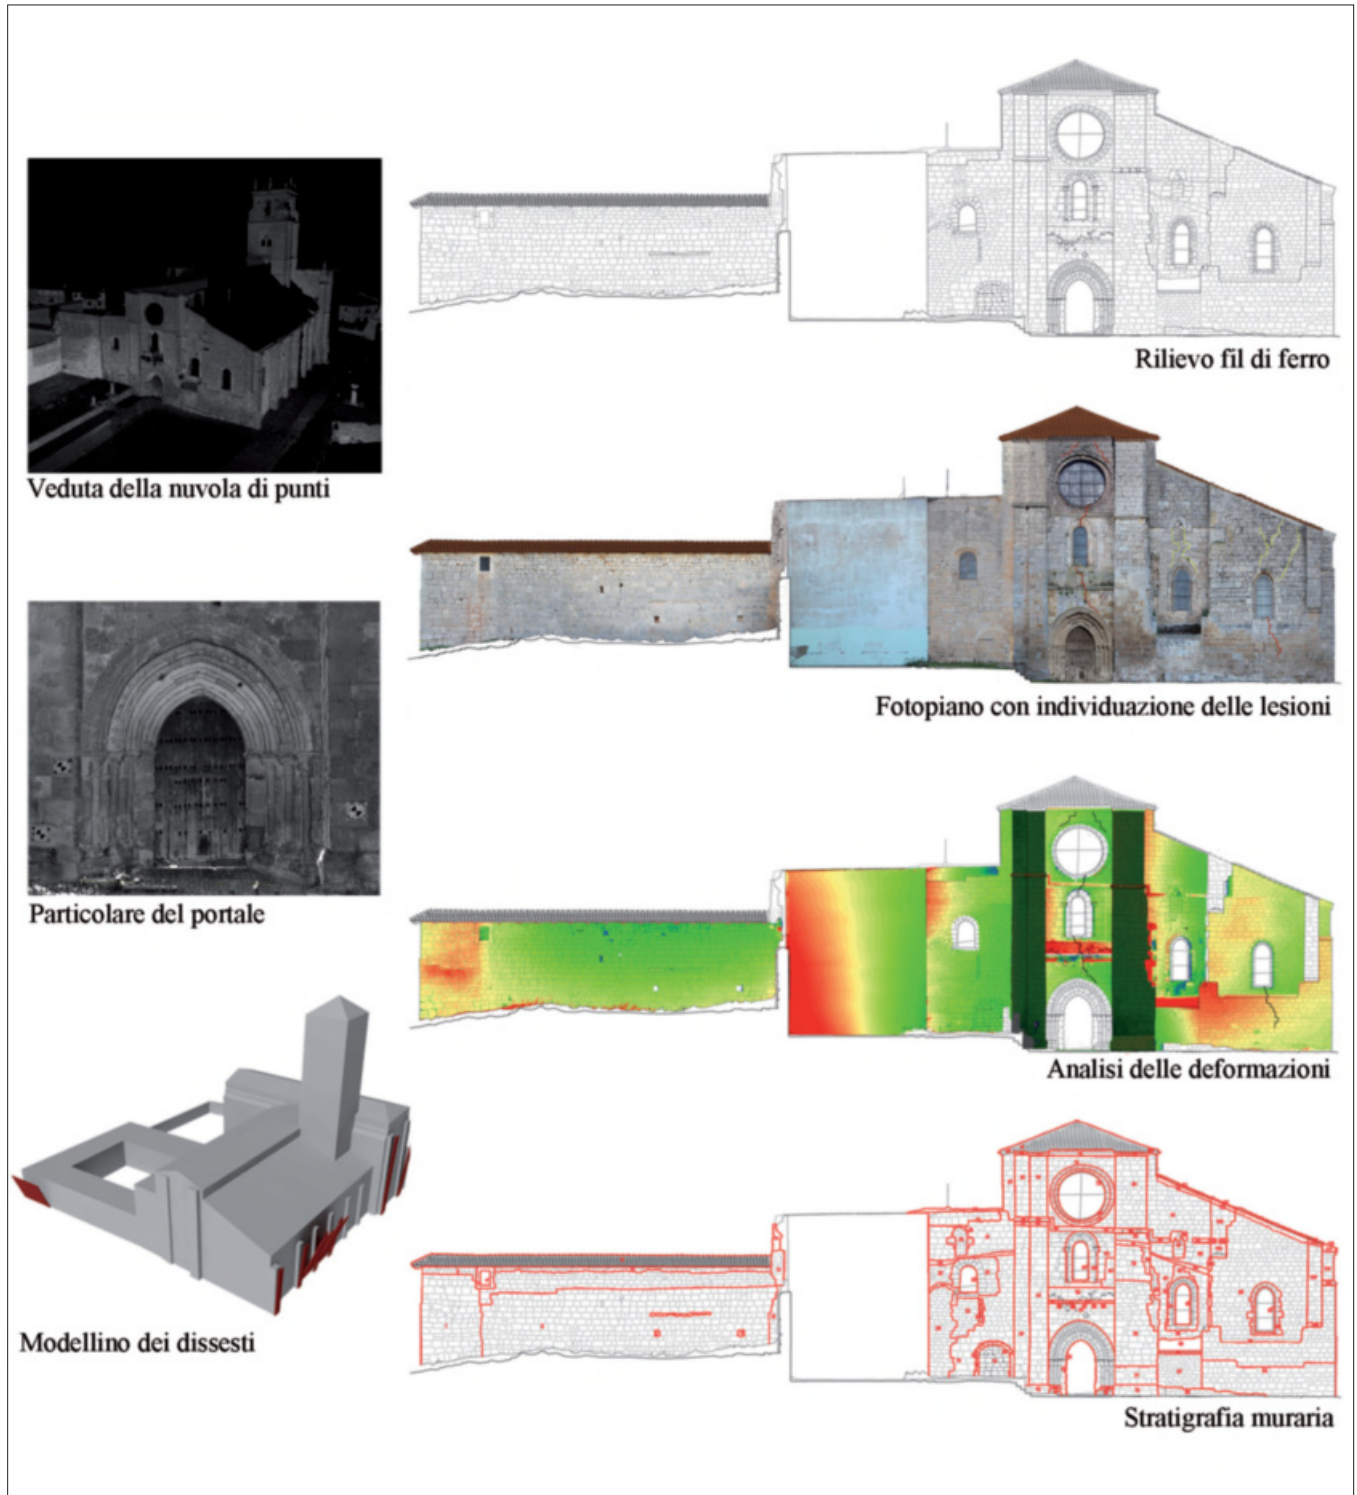 Rilievo fil di ferro
Veduta della nuvola di punti
Fotopiano con individuazione delle lesioni
Particolare del portale
Analisi delle deformazioni
Modellino dei dissesti
Stratigrafia muraria